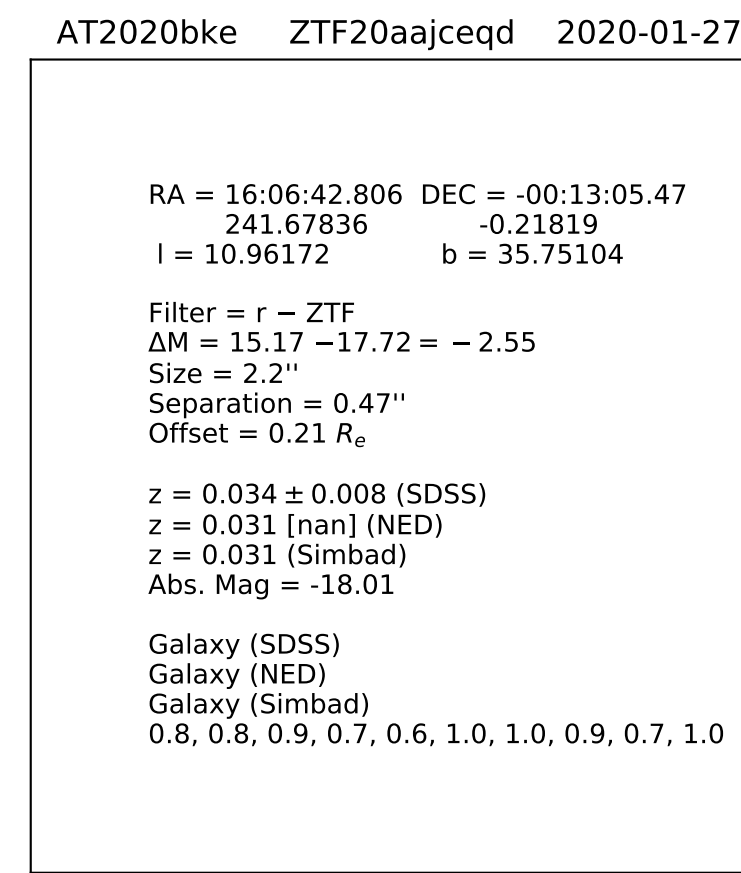 AT2020bke ZTF20aajceqd 2020-01-27
RA = 16:06:42.806 DEC = -00:13:05.47
241.67836 -0.21819
l = 10.96172 b = 35.75104
Filter = r − ZTF
ΔM = 15.17 −17.72 = − 2.55
Size = 2.2''
Separation = 0.47''
Offset = 0.21 Re
z = 0.034 ± 0.008 (SDSS)
z = 0.031 [nan] (NED)
z = 0.031 (Simbad)
Abs. Mag = -18.01
Galaxy (SDSS)
Galaxy (NED)
Galaxy (Simbad)
0.8, 0.8, 0.9, 0.7, 0.6, 1.0, 1.0, 0.9, 0.7, 1.0